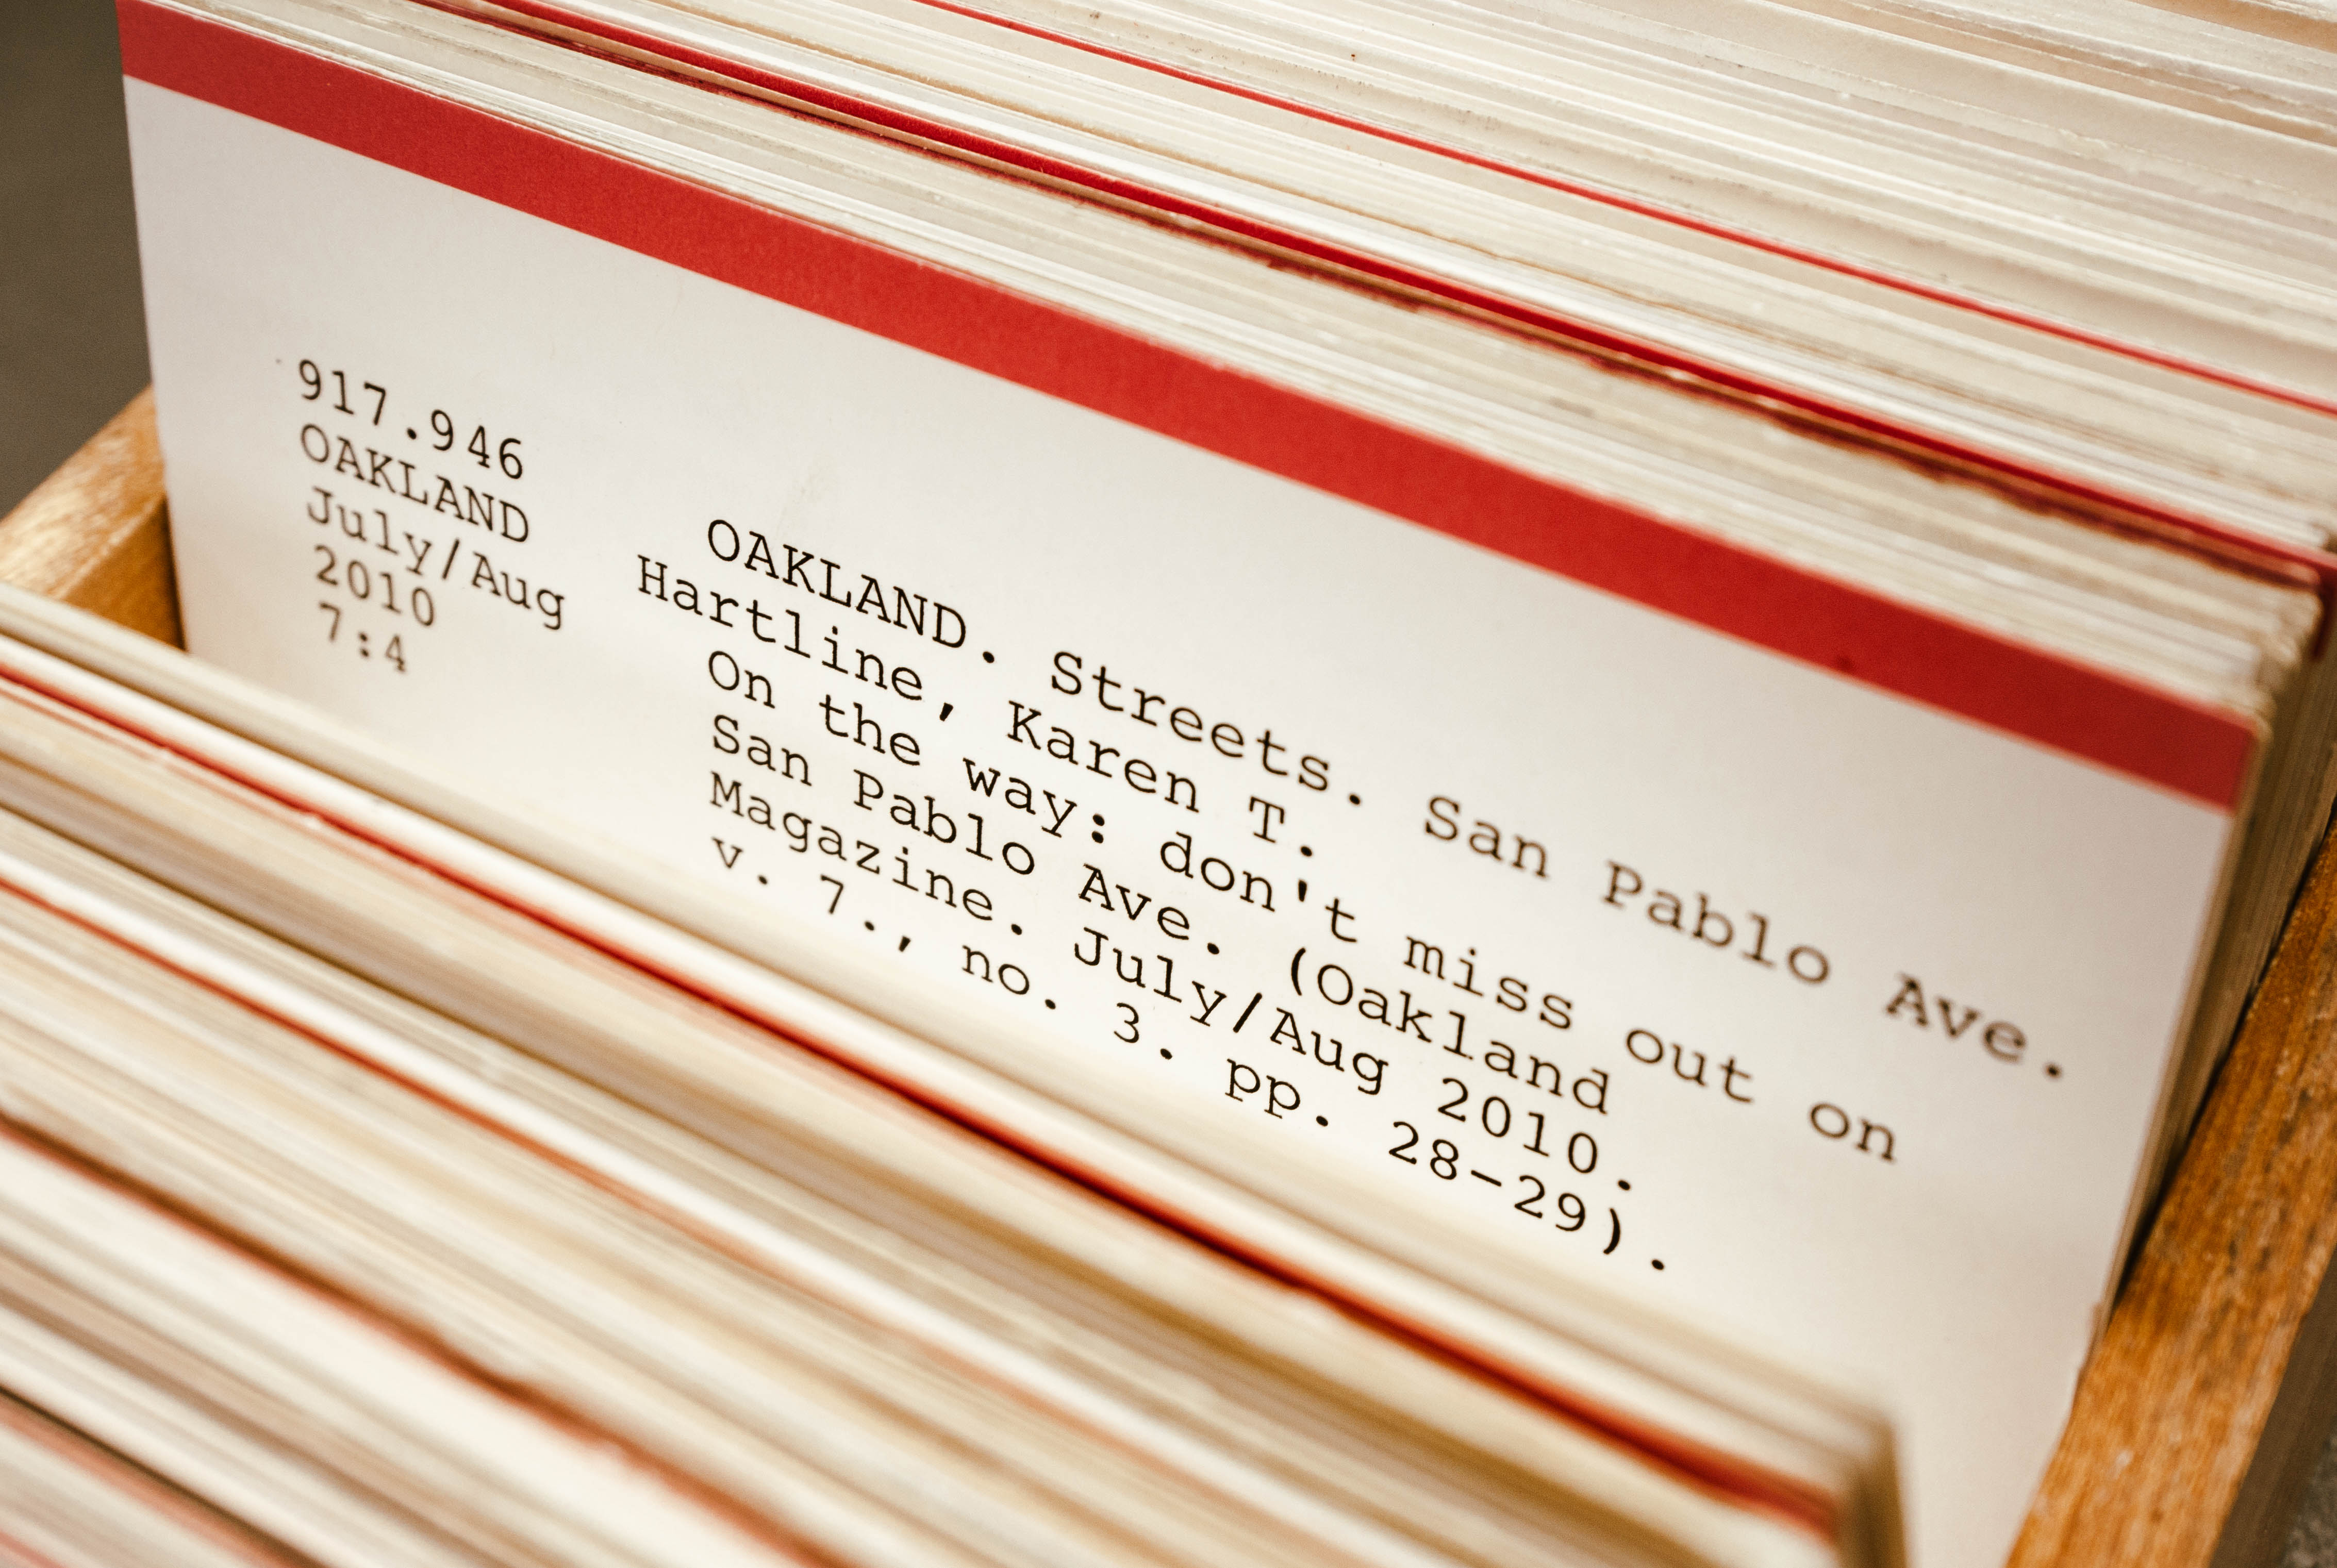 917.946
OAKLAND
July/Aug
2010
7:4
OAKLAND. Streets. San Pablo Ave.
Hartline, Karen T.
On the way: don't miss out on
San Pablo Ave. (Oakland
Magazine. July/Aug 2010.
v. 7., no. 3. pp. 28-29).